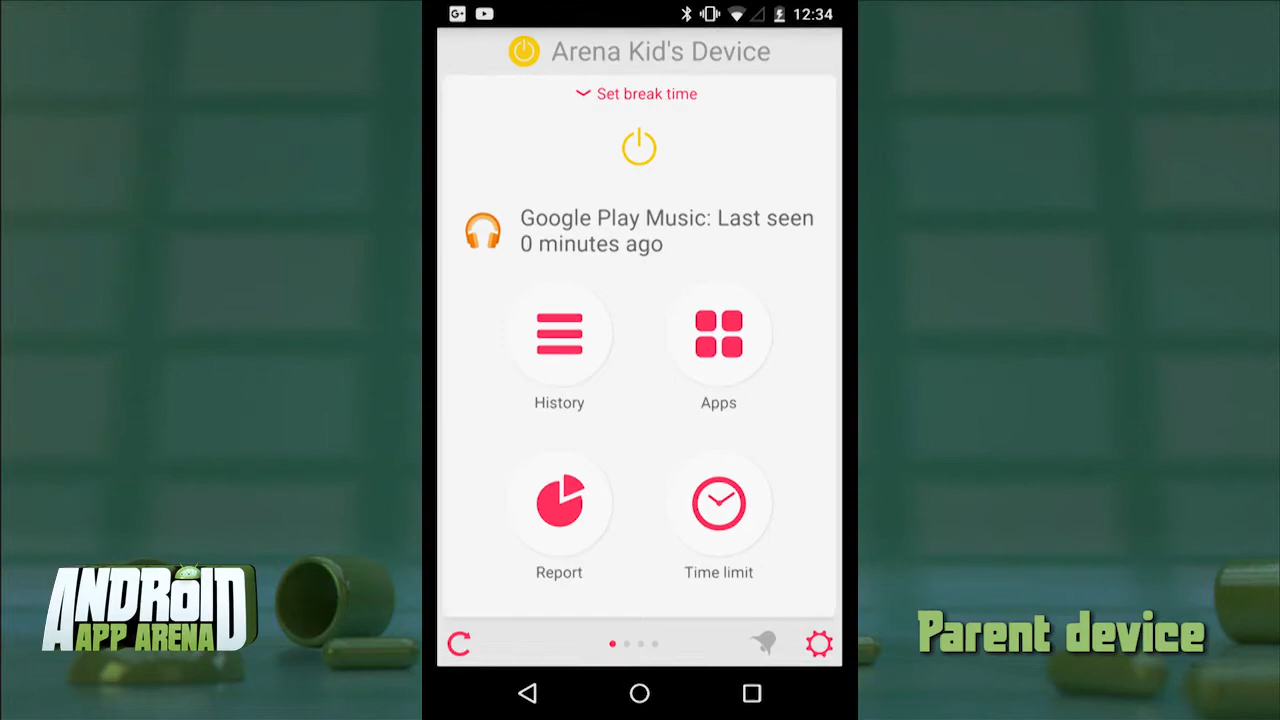 G+
12:34
Arena Kid's Device
Set break time
Google Play Music: Last seen
0 minutes ago
History
Apps
Report
Time limit
ANDROID
APP ARENA
Parent device